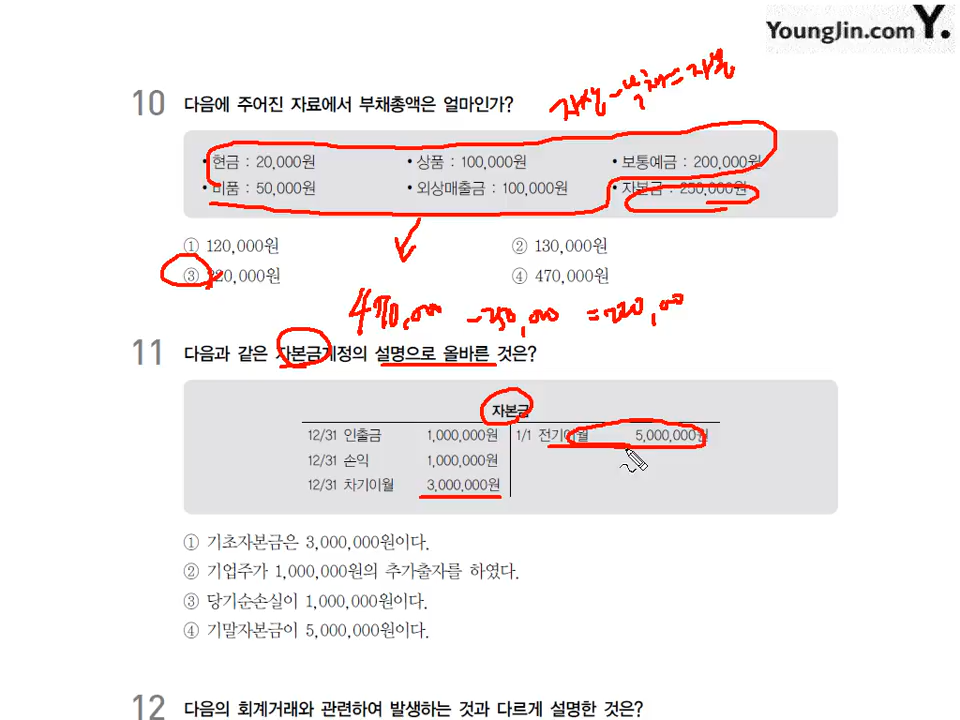 YoungJin.com Y.
자산-부채=자본
10 다음에 주어진 자료에서 부채총액은 얼마인가?
• 현금 : 20,000원 • 상품 : 100,000원 • 보통예금 : 200,000원
• 비품 : 50,000원 • 외상매출금 : 100,000원 • 자본금 : 250,000원
① 120,000원 ② 130,000원
③ 220,000원 ④ 470,000원
470,000 -250,000 =220,000
11 다음과 같은 자본금계정의 설명으로 올바른 것은?
자본금
12/31 인출금 1,000,000원 1/1 전기이월 5,000,000원
12/31 손익 1,000,000원
12/31 차기이월 3,000,000원
① 기초자본금은 3,000,000원이다.
② 기업주가 1,000,000원의 추가출자를 하였다.
③ 당기순손실이 1,000,000원이다.
④ 기말자본금이 5,000,000원이다.
12 다음의 회계거래와 관련하여 발생하는 것과 다르게 설명한 것은?